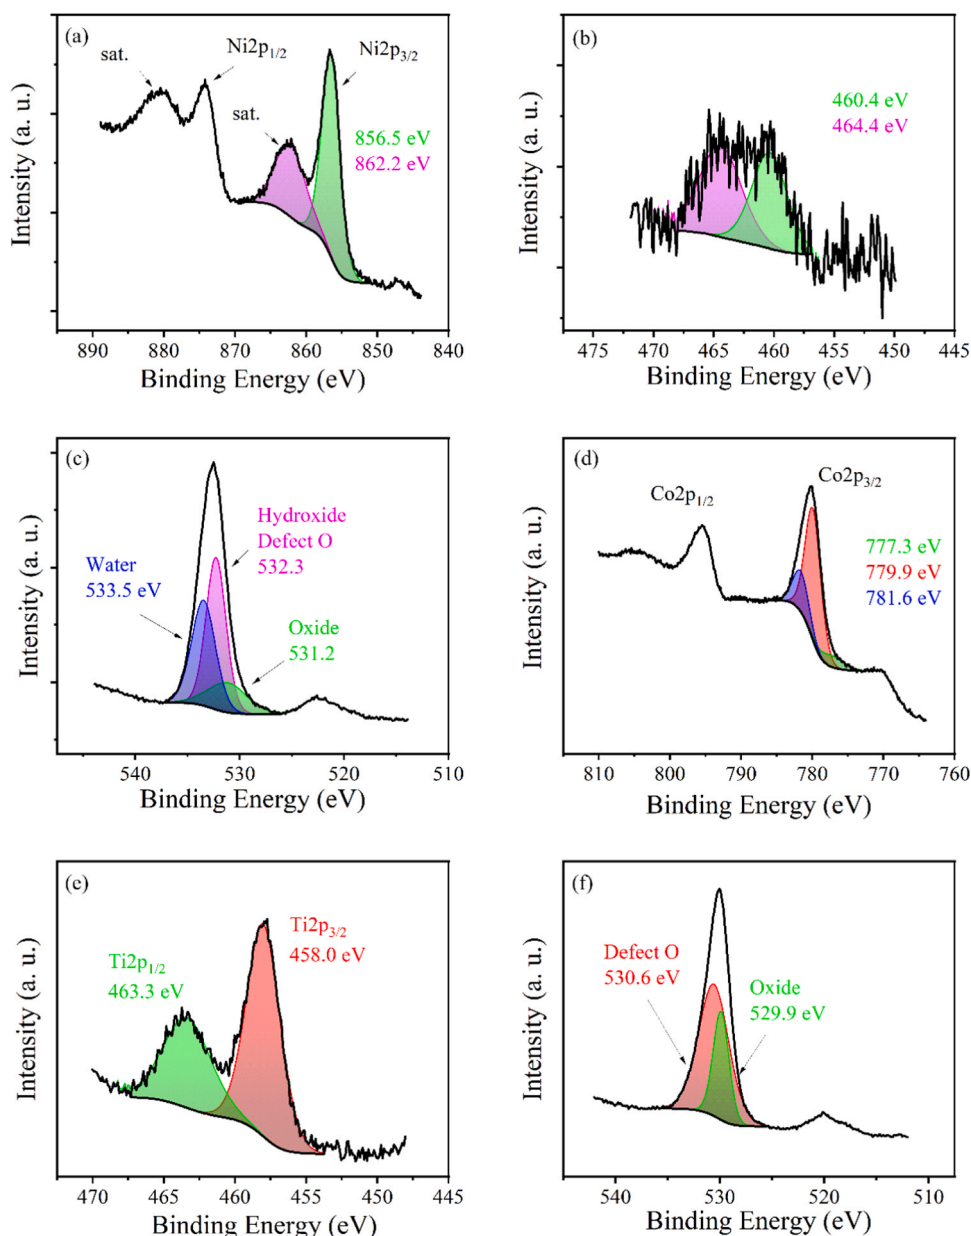 (a)
sat.
Ni2p1/2
Ni2p3/2
sat.
856.5 eV
862.2 eV
Intensity (a. u.)
890 880 870 860 850 840
Binding Energy (eV)
(b)
460.4 eV
464.4 eV
Intensity (a. u.)
475 470 465 460 455 450 445
Binding Energy (eV)
(c)
Hydroxide
Defect O
532.3
Water
533.5 eV
Oxide
531.2
Intensity (a. u.)
540 530 520 510
Binding Energy (eV)
(d)
Co2p1/2
Co2p3/2
777.3 eV
779.9 eV
781.6 eV
Intensity (a. u.)
810 800 790 780 770 760
Binding Energy (eV)
(e)
Ti2p3/2
458.0 eV
Ti2p1/2
463.3 eV
Intensity (a. u.)
470 465 460 455 450 445
Binding Energy (eV)
(f)
Defect O
530.6 eV
Oxide
529.9 eV
Intensity (a. u.)
540 530 520 510
Binding Energy (eV)